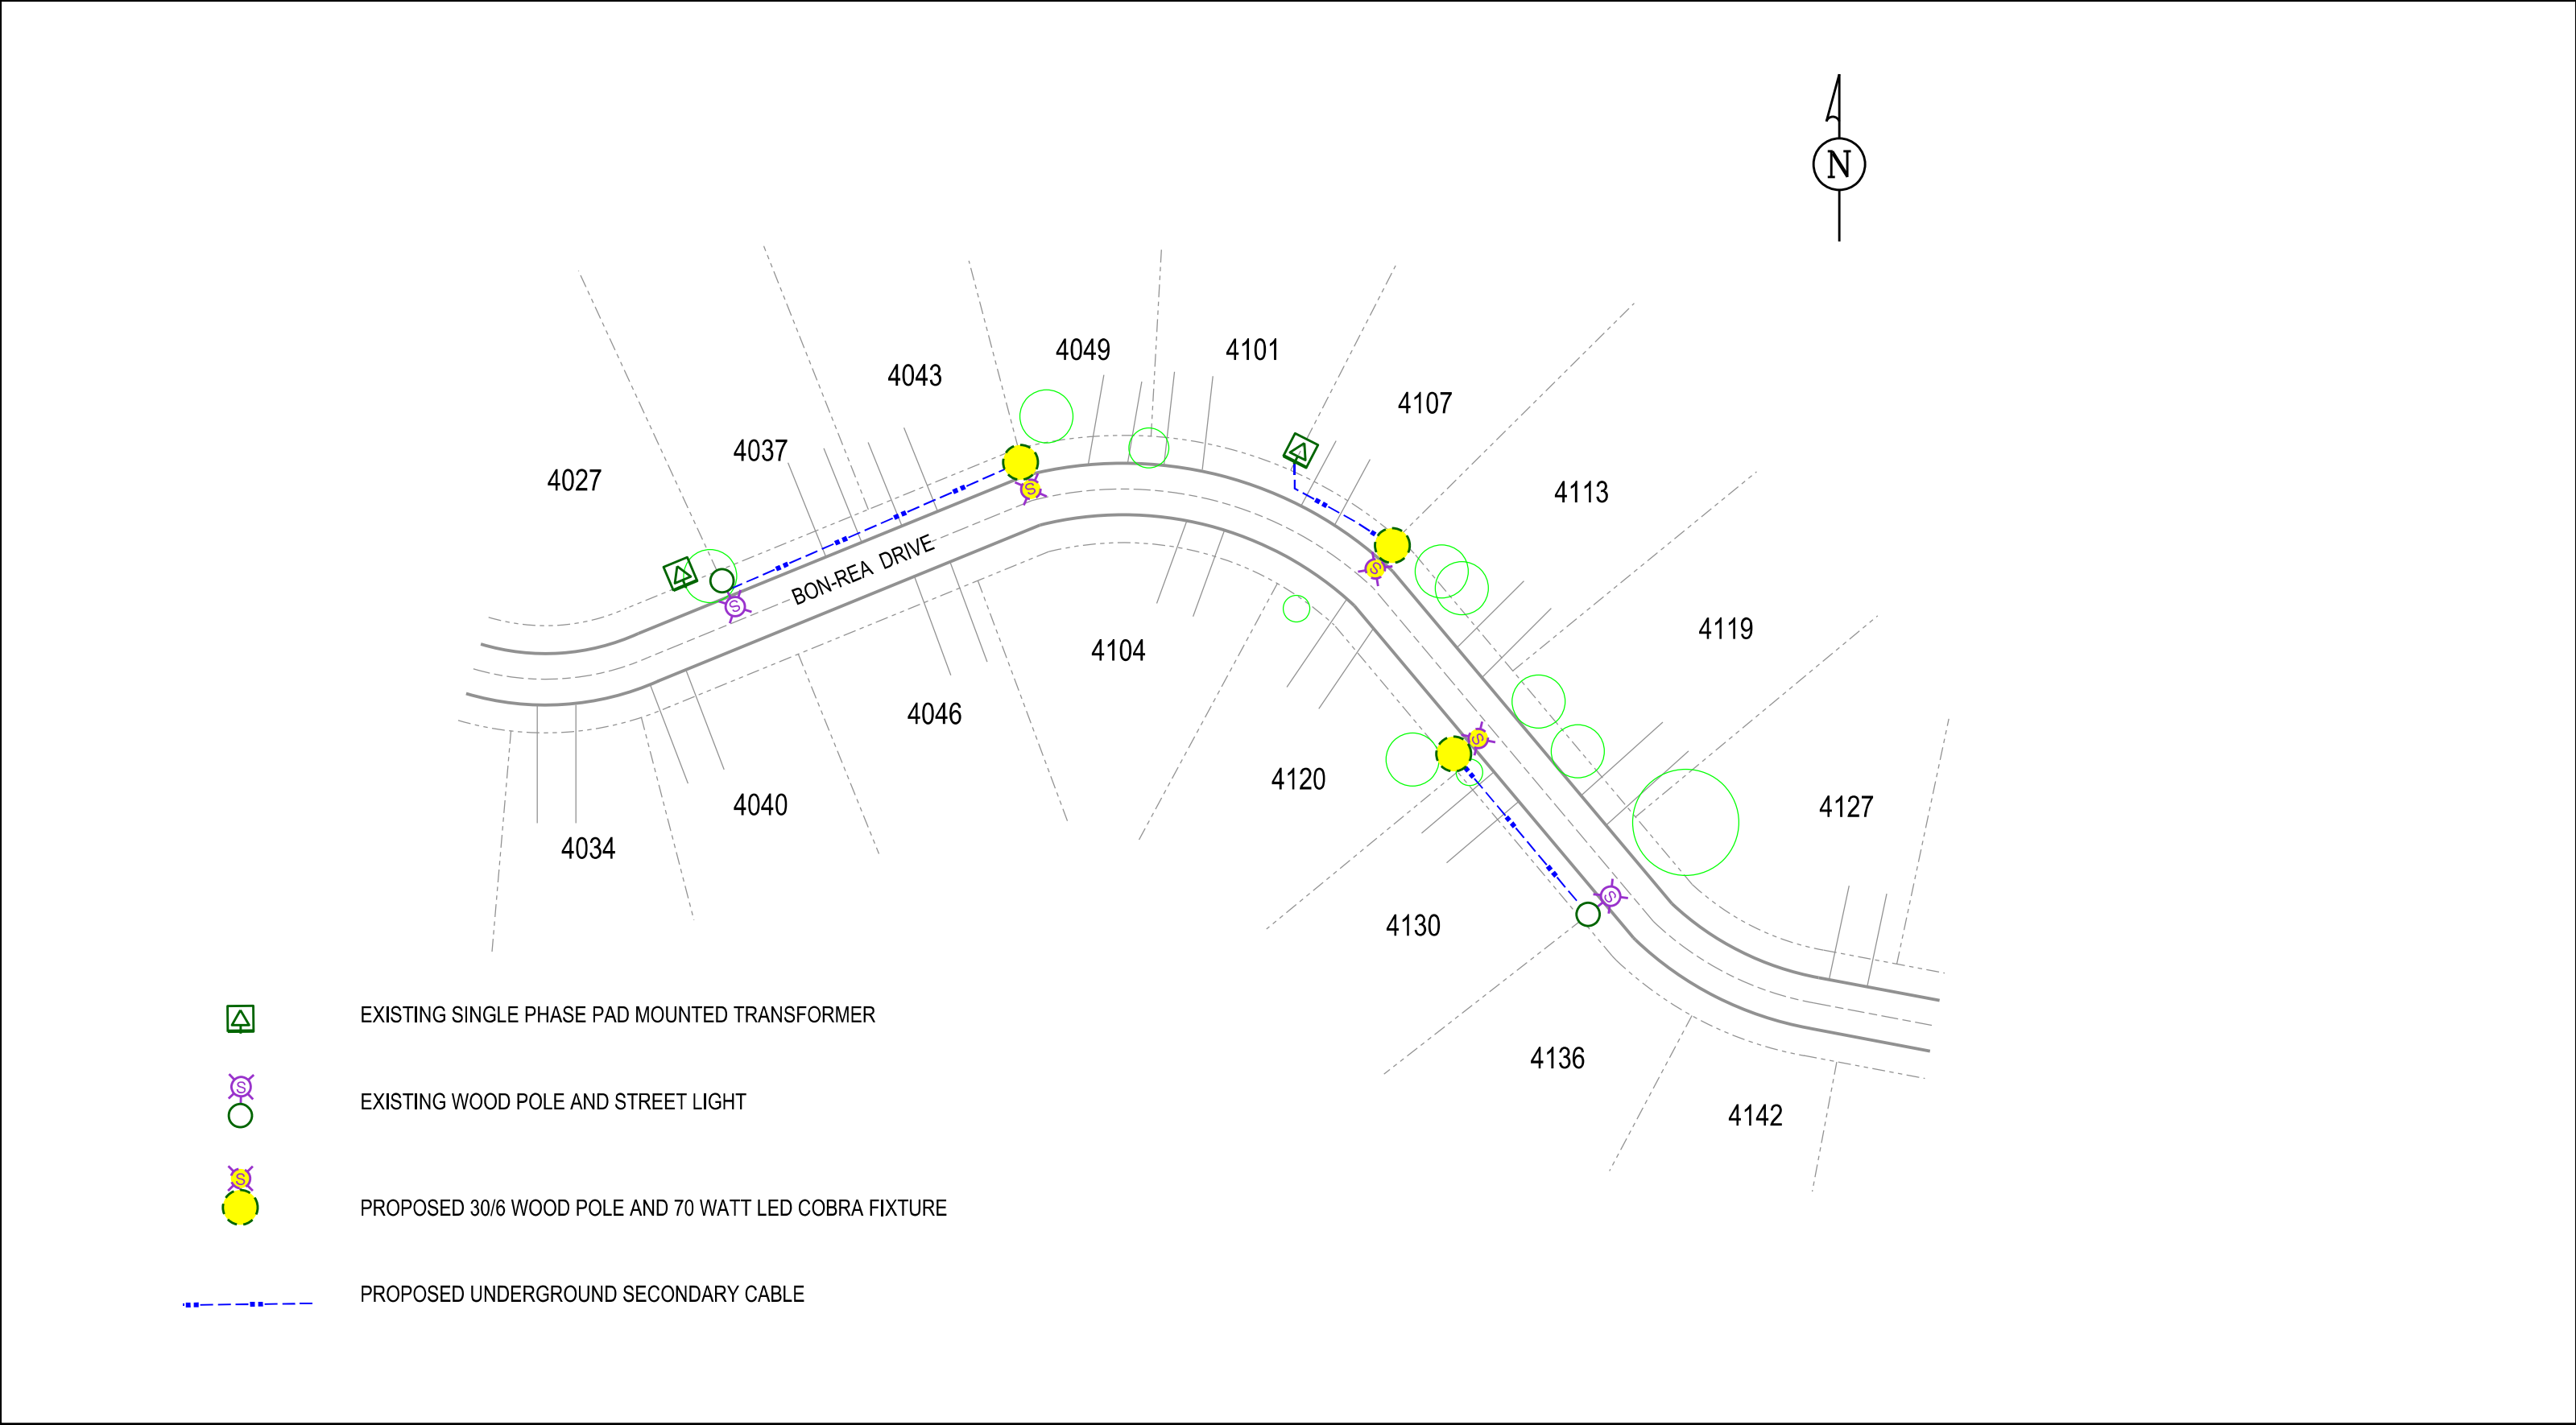 N
4049
4101
4043
4107
4037
4027
4113
BON-REA DRIVE
4119
4104
4046
4120
4040
4127
4034
4130
4136
4142
S
S
S
S
S
EXISTING SINGLE PHASE PAD MOUNTED TRANSFORMER
S
EXISTING WOOD POLE AND STREET LIGHT
S
PROPOSED 30/6 WOOD POLE AND 70 WATT LED COBRA FIXTURE
PROPOSED UNDERGROUND SECONDARY CABLE